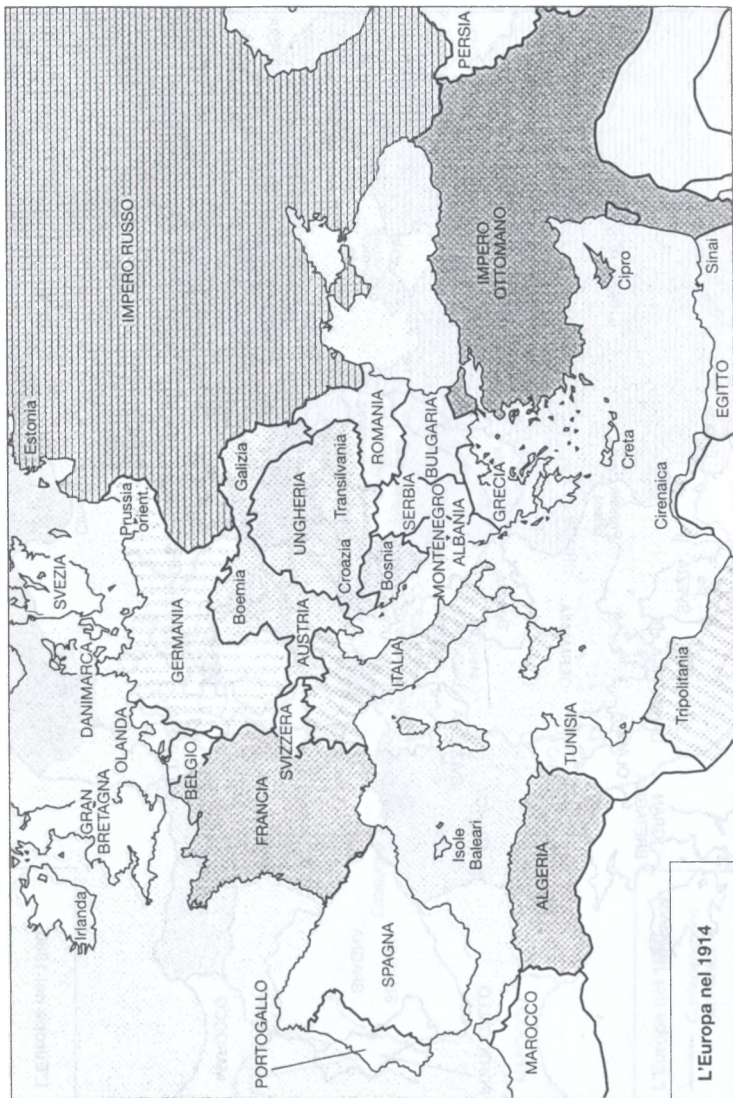 Estonia
IMPERO RUSSO
SVEZIA
Prussia
orient.
DANIMARCA
Irlanda
GRAN
BRETAGNA
OLANDA
GERMANIA
BELGIO
Boemia
Galizia
FRANCIA
SVIZZERA
AUSTRIA
UNGHERIA
Transilvania
Croazia
ROMANIA
PORTOGALLO
SPAGNA
ITALIA
Bosnia
SERBIA
BULGARIA
MONTENEGRO
ALBANIA
GRECIA
IMPERO
OTTOMANO
PERSIA
Isole
Baleari
Creta
Cipro
MAROCCO
ALGERIA
TUNISIA
Tripolitania
Cirenaica
EGITTO
Sinai
L'Europa nel 1914